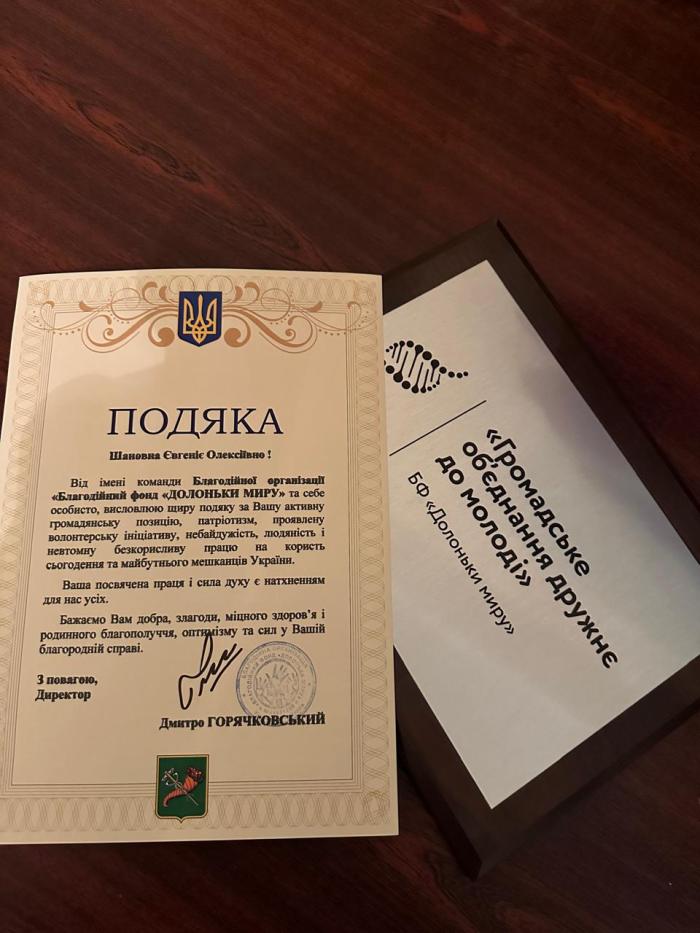 ПОДЯКА
Шановна Євгеніє Олексіївно !
Від імені команди Благодійної організації
«Благодійний фонд «ДОЛОНЬКИ МИРУ» та себе
особисто, висловлюю щиру подяку за Вашу активну
громадянську позицію, патріотизм, проявлену
волонтерську ініціативу, небайдужість, людяність і
невтомну безкорисливу працю на користь
сьогодення та майбутнього мешканців України.
Ваша посвячена праця і сила духу є натхненням
для нас усіх.
Бажаємо Вам добра, злагоди, міцного здоров’я і
родинного благополуччя, оптимізму та сил у Вашій
благородній справі.
З повагою,
Директор
Дмитро ГОРЯЧКОВСЬКИЙ
«Громадське
об’єднання дружнє
до молоді»
БФ «Долоньки миру»